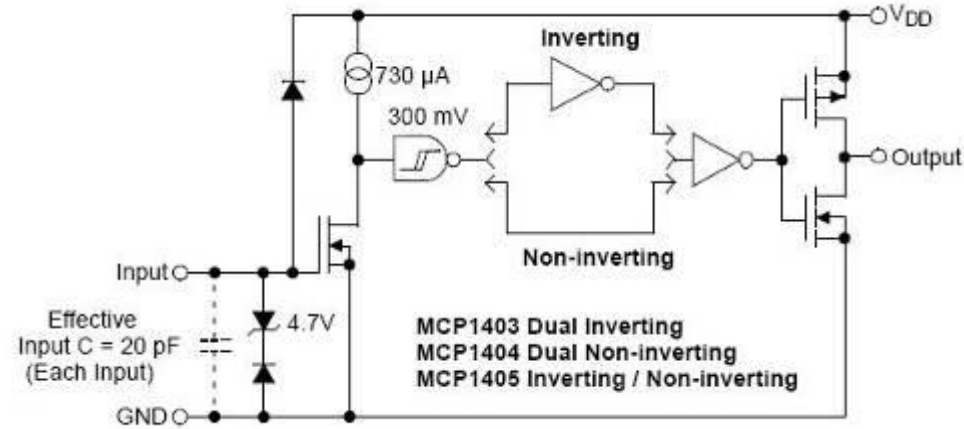 VDD
Inverting
730 µA
300 mV
Output
Non-inverting
Input
Effective
Input C = 20 pF
(Each Input)
4.7V
MCP1403 Dual Inverting
MCP1404 Dual Non-inverting
MCP1405 Inverting / Non-inverting
GND